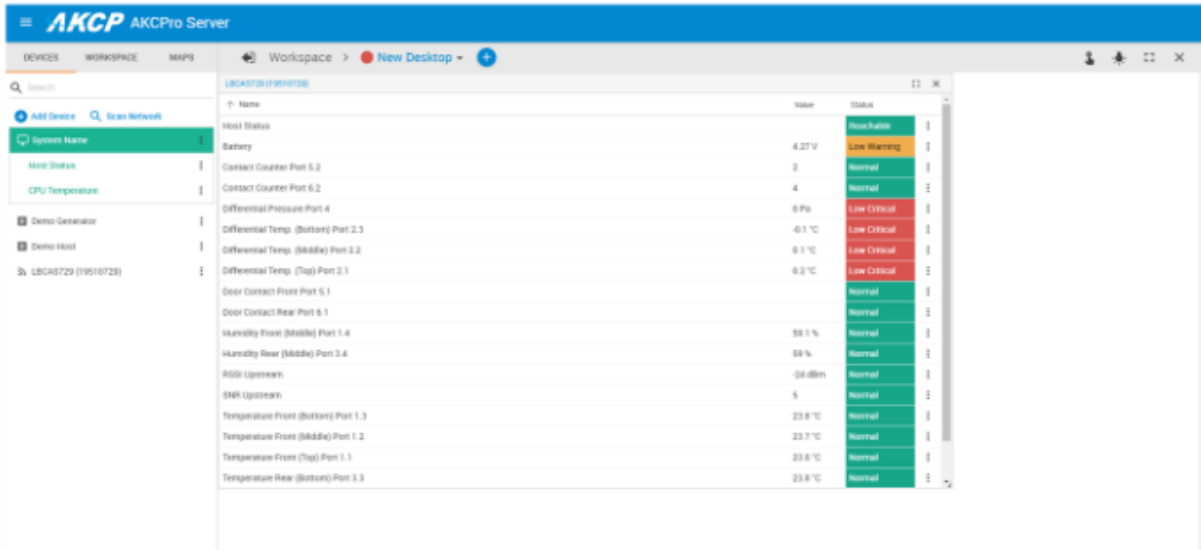 AKCP AKCPro Server
DEVICES WORKSPACE MAPS
Workspace > New Desktop
Search
Add Device Scan Network
System Name
Host Status
CPU Temperature
Demo Generator
Demo Host
LBCAS729 (19510729)
LBCAS729 (19510729)
Name Value Status
Host Status Reachable
Battery 4.27 V Low Warning
Contact Counter Port 5.2 2 Normal
Contact Counter Port 6.2 4 Normal
Differential Pressure Port 4 0 Pa Low Critical
Differential Temp. (Bottom) Port 2.3 -0.1 °C Low Critical
Differential Temp. (Middle) Port 2.2 0.1 °C Low Critical
Differential Temp. (Top) Port 2.1 0.2 °C Low Critical
Door Contact Front Port 5.1 Normal
Door Contact Rear Port 6.1 Normal
Humidity Front (Middle) Port 1.4 59.1 % Normal
Humidity Rear (Middle) Port 3.4 59 % Normal
RSSI Upstream dBm Normal
SNR Upstream 5 Normal
Temperature Front (Bottom) Port 1.3 23.8 °C Normal
Temperature Front (Middle) Port 1.2 23.7 °C Normal
Temperature Front (Top) Port 1.1 23.6 °C Normal
Temperature Rear (Bottom) Port 3.3 23.8 °C Normal